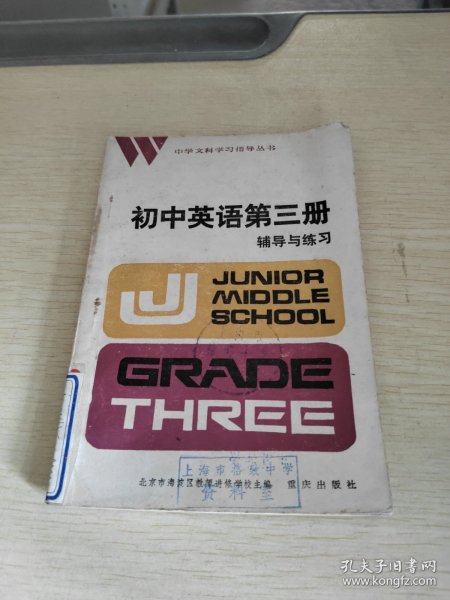 中学文科学习指导丛书
初中英语第三册
辅导与练习
J
JUNIOR
MIDDLE
SCHOOL
GRADE
THREE
上海市 中学
资料室
北京市海淀区教师进修学校主编 重庆出版社
孔夫子旧书网
www.kongfz.com